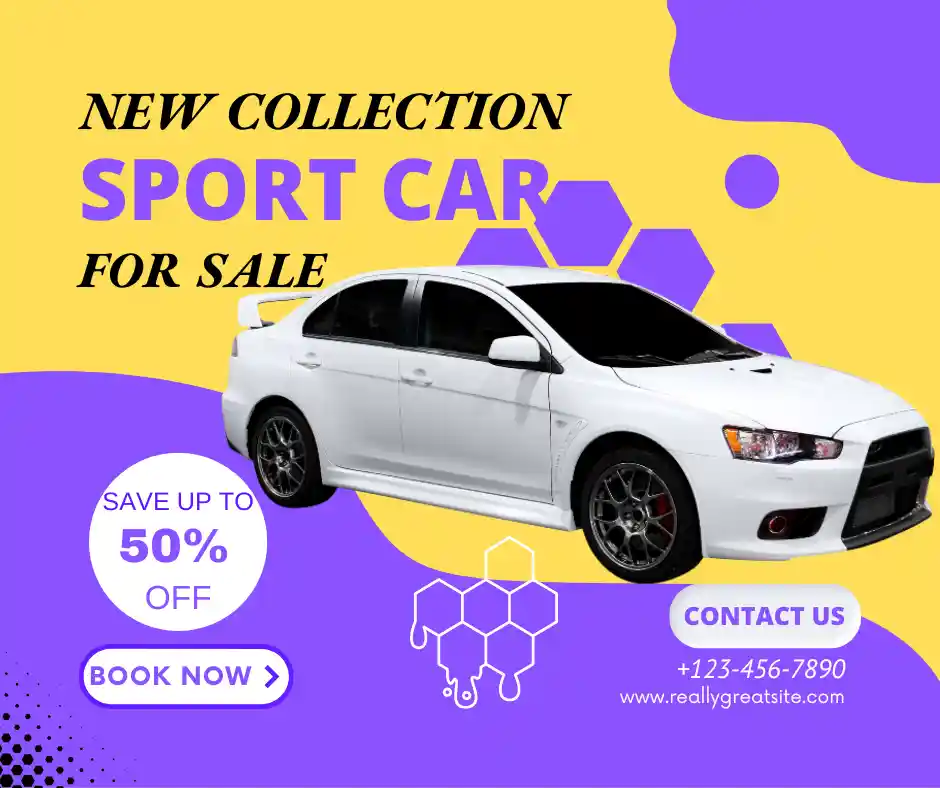 NEW COLLECTION
SPORT CAR
FOR SALE
SAVE UP TO
50%
OFF
BOOK NOW
CONTACT US
+123-456-7890
www.reallygreatsite.com